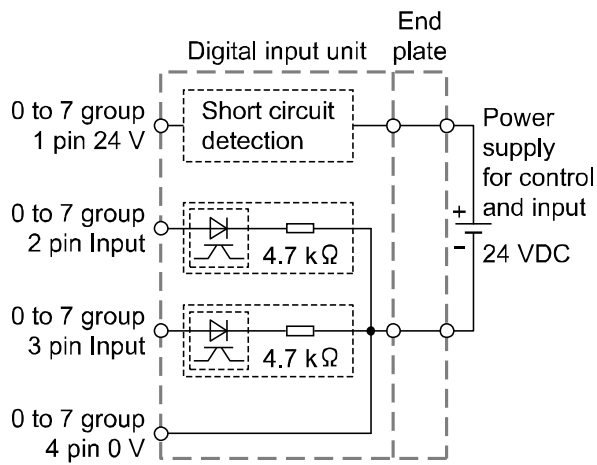 End
plate
Digital input unit
0 to 7 group
1 pin 24 V
Short circuit
detection
Power
supply
for control
and input
+
−
24 VDC
0 to 7 group
2 pin Input
4.7 kΩ
0 to 7 group
3 pin Input
4.7 kΩ
0 to 7 group
4 pin 0 V